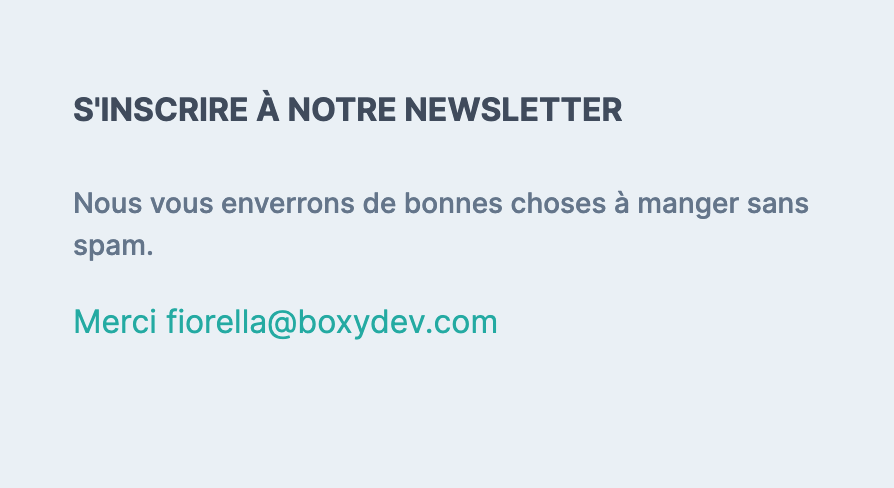 S'INSCRIRE À NOTRE NEWSLETTER
Nous vous enverrons de bonnes choses à manger sans
spam.
Merci fiorella@boxydev.com